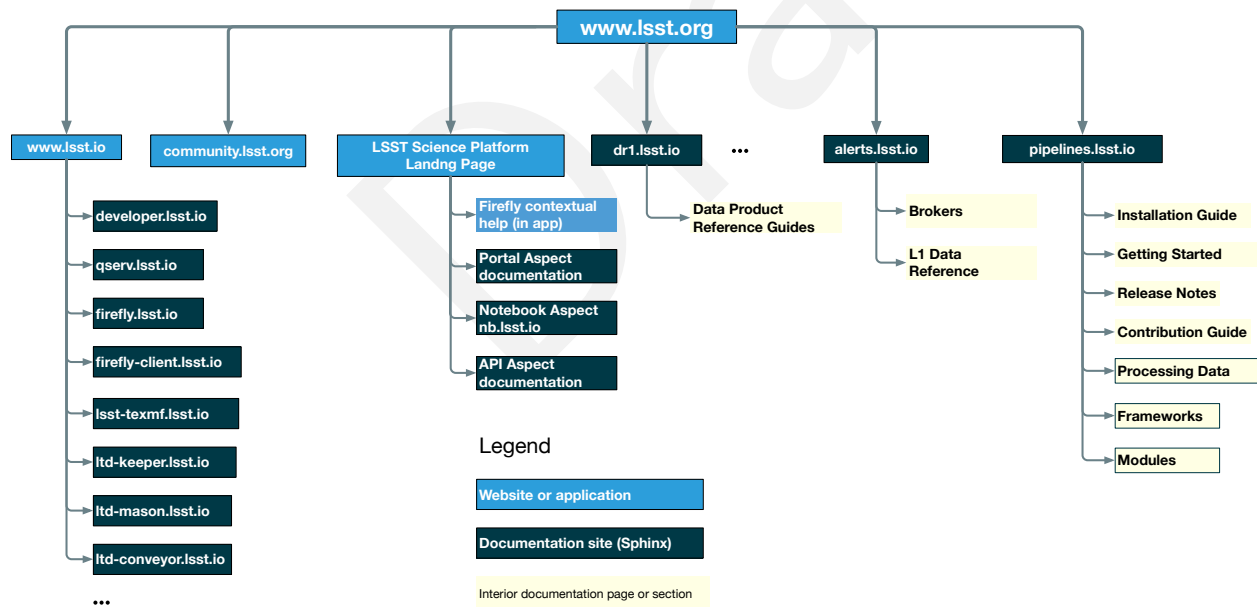 www.lsst.org
www.lsst.io
community.lsst.org
LSST Science Platform
Landng Page
dr1.lsst.io
...
alerts.lsst.io
pipelines.lsst.io
developer.lsst.io
qserv.lsst.io
firefly.lsst.io
firefly-client.lsst.io
lsst-texmf.lsst.io
ltd-keeper.lsst.io
ltd-mason.lsst.io
ltd-conveyor.lsst.io
...
Firefly contextual
help (in app)
Portal Aspect
documentation
Notebook Aspect
nb.lsst.io
API Aspect
documentation
Data Product
Reference Guides
Brokers
L1 Data
Reference
Installation Guide
Getting Started
Release Notes
Contribution Guide
Processing Data
Frameworks
Modules
Legend
Website or application
Documentation site (Sphinx)
Interior documentation page or section
Dra